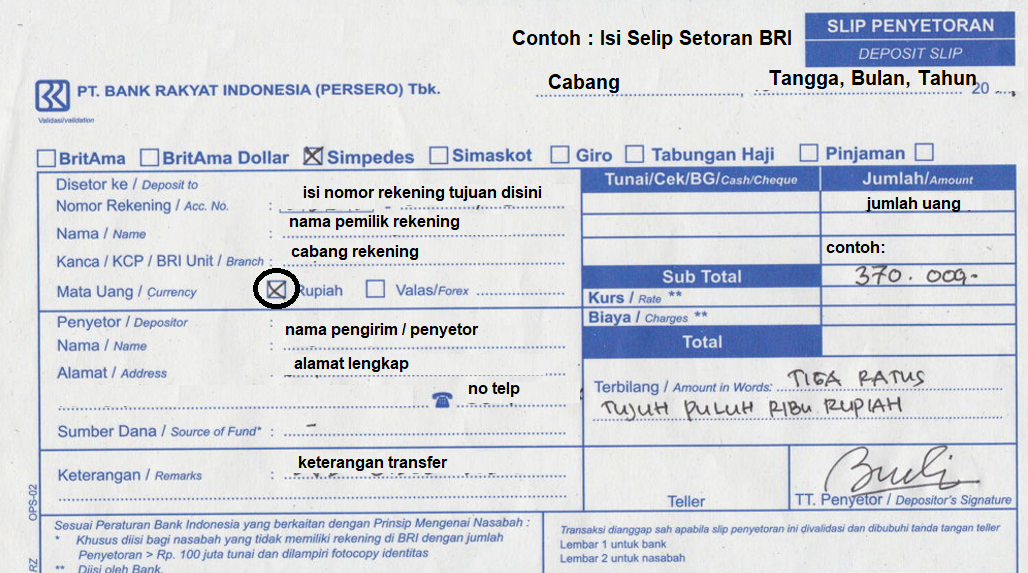 SLIP PENYETORAN
Contoh : Isi Selip Setoran BRI
DEPOSIT SLIP
Cabang
Tangga, Bulan, Tahun
20
PT. BANK RAKYAT INDONESIA (PERSERO) Tbk.
Validasi/validation
BritAma BritAma Dollar Simpedes Simaskot Giro Tabungan Haji Pinjaman
Disetor ke / Deposit to
isi nomor rekening tujuan disini
Nomor Rekening / Acc. No. :
nama pemilik rekening
Nama / Name :
cabang rekening
Kanca / KCP / BRI Unit / Branch :
Mata Uang / Currency : Rupiah Valas/Forex
Tunai/Cek/BG/Cash/Cheque
Jumlah/Amount
jumlah uang
contoh:
Sub Total
370.000,-
Kurs / Rate **
Biaya / Charges **
Total
Penyetor / Depositor :
nama pengirim / penyetor
Nama / Name :
alamat lengkap
Alamat / Address :
no telp
Sumber Dana / Source of Fund* : -
Terbilang / Amount in Words: TIGA RATUS
TUJUH PULUH RIBU RUPIAH
Keterangan / Remarks :
keterangan transfer
Teller
Budi
TT. Penyetor / Depositor's Signature
OPS-02
RZ
Sesuai Peraturan Bank Indonesia yang berkaitan dengan Prinsip Mengenai Nasabah :
* Khusus diisi bagi nasabah yang tidak memiliki rekening di BRI dengan jumlah
Penyetoran > Rp. 100 juta tunai dan dilampiri fotocopy identitas
** Diisi oleh Bank.
Transaksi dianggap sah apabila slip penyetoran ini divalidasi dan dibubuhi tanda tangan teller
Lembar 1 untuk bank
Lembar 2 untuk nasabah